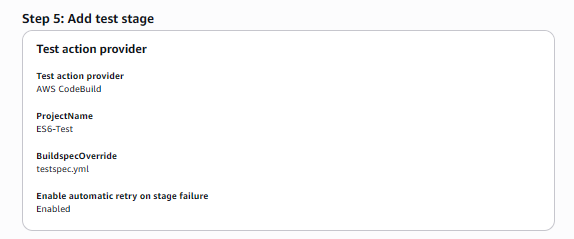 Step 5: Add test stage
Test action provider
Test action provider
AWS CodeBuild
ProjectName
ES6-Test
BuildspecOverride
testspec.yml
Enable automatic retry on stage failure
Enabled